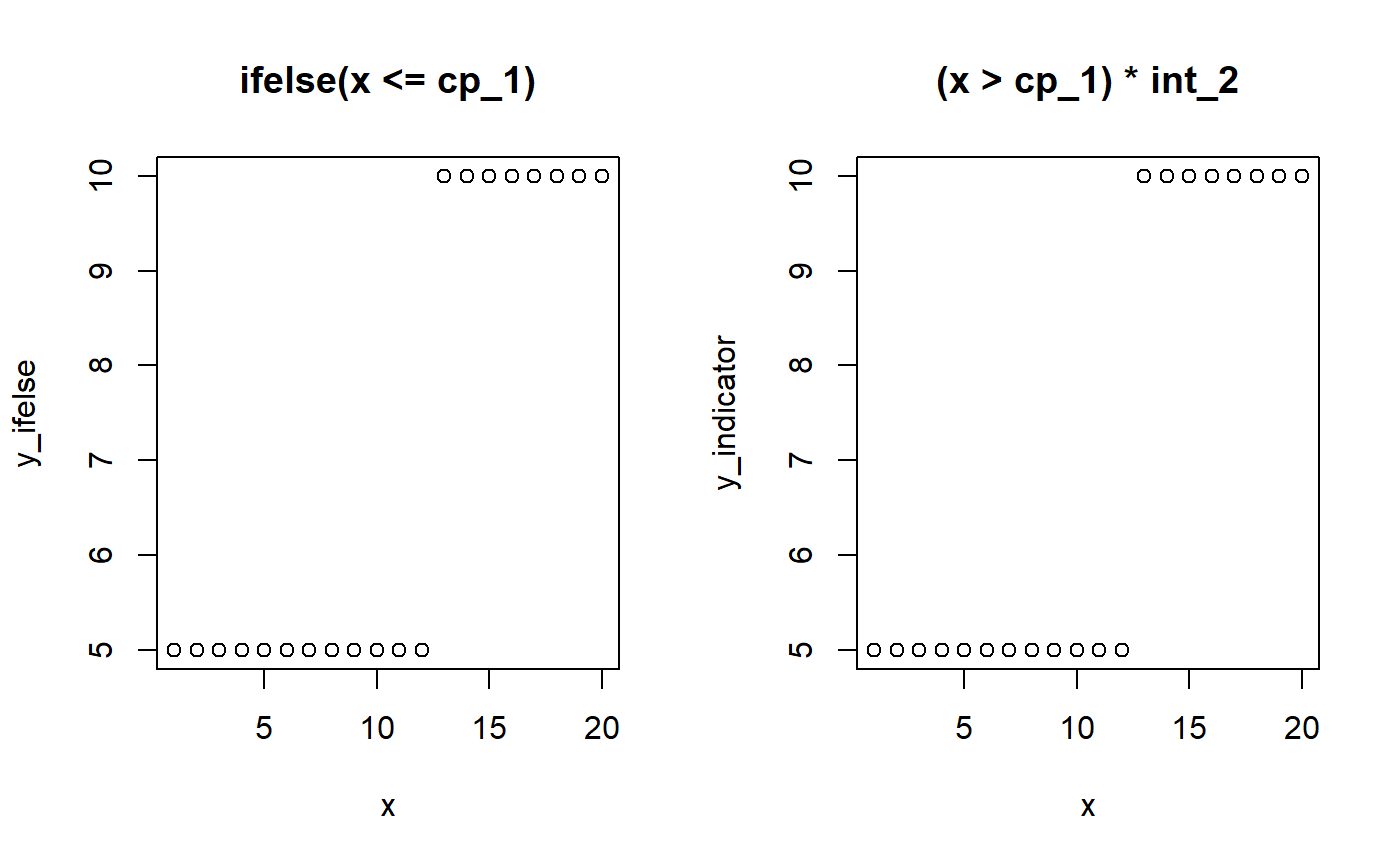 ifelse(x <= cp_1)
10
9
8
7
6
5
y_ifelse
5 10 15 20
x
(x > cp_1) * int_2
10
9
8
7
6
5
y_indicator
5 10 15 20
x